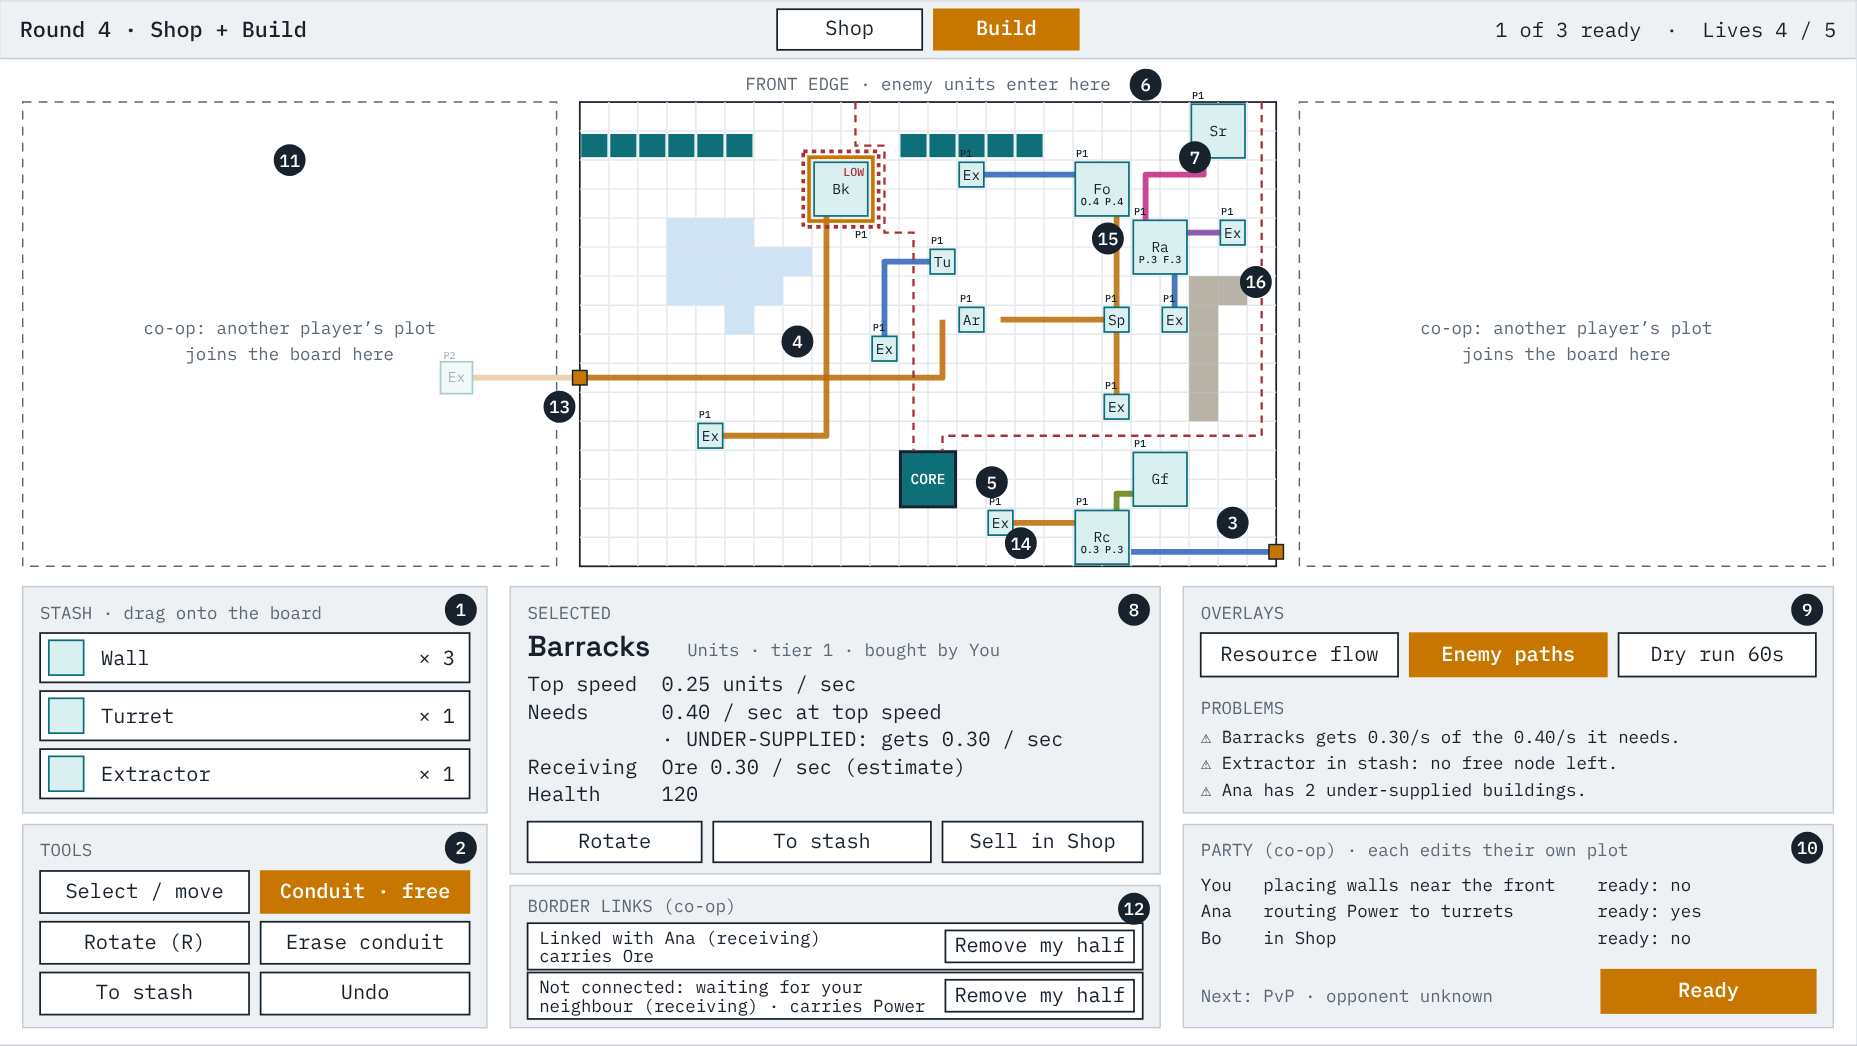 Round 4 · Shop + Build
Shop
Build
1 of 3 ready · Lives 4 / 5
FRONT EDGE · enemy units enter here
6
11
co-op: another player’s plot
joins the board here
P2
Ex
13
P1
Sr
7
LOW
Bk
P1
P1
Ex
P1
Fo
O.4 P.4
15
P1
Ra
P.3 F.3
P1
Ex
16
P1
Tu
P1
Ar
P1
Sp
P1
Ex
4
P1
Ex
P1
Ex
P1
Ex
CORE
5
P1
Ex
14
P1
Gf
P1
Rc
O.3 P.3
3
co-op: another player’s plot
joins the board here
STASH · drag onto the board
1
Wall × 3
Turret × 1
Extractor × 1
TOOLS
2
Select / move
Conduit · free
Rotate (R)
Erase conduit
To stash
Undo
SELECTED
8
Barracks Units · tier 1 · bought by You
Top speed 0.25 units / sec
Needs 0.40 / sec at top speed
· UNDER-SUPPLIED: gets 0.30 / sec
Receiving Ore 0.30 / sec (estimate)
Health 120
Rotate
To stash
Sell in Shop
BORDER LINKS (co-op)
12
Linked with Ana (receiving)
carries Ore
Remove my half
Not connected: waiting for your
neighbour (receiving) · carries Power
Remove my half
OVERLAYS
9
Resource flow
Enemy paths
Dry run 60s
PROBLEMS
⚠ Barracks gets 0.30/s of the 0.40/s it needs.
⚠ Extractor in stash: no free node left.
⚠ Ana has 2 under-supplied buildings.
PARTY (co-op) · each edits their own plot
10
You placing walls near the front ready: no
Ana routing Power to turrets ready: yes
Bo in Shop ready: no
Next: PvP · opponent unknown
Ready